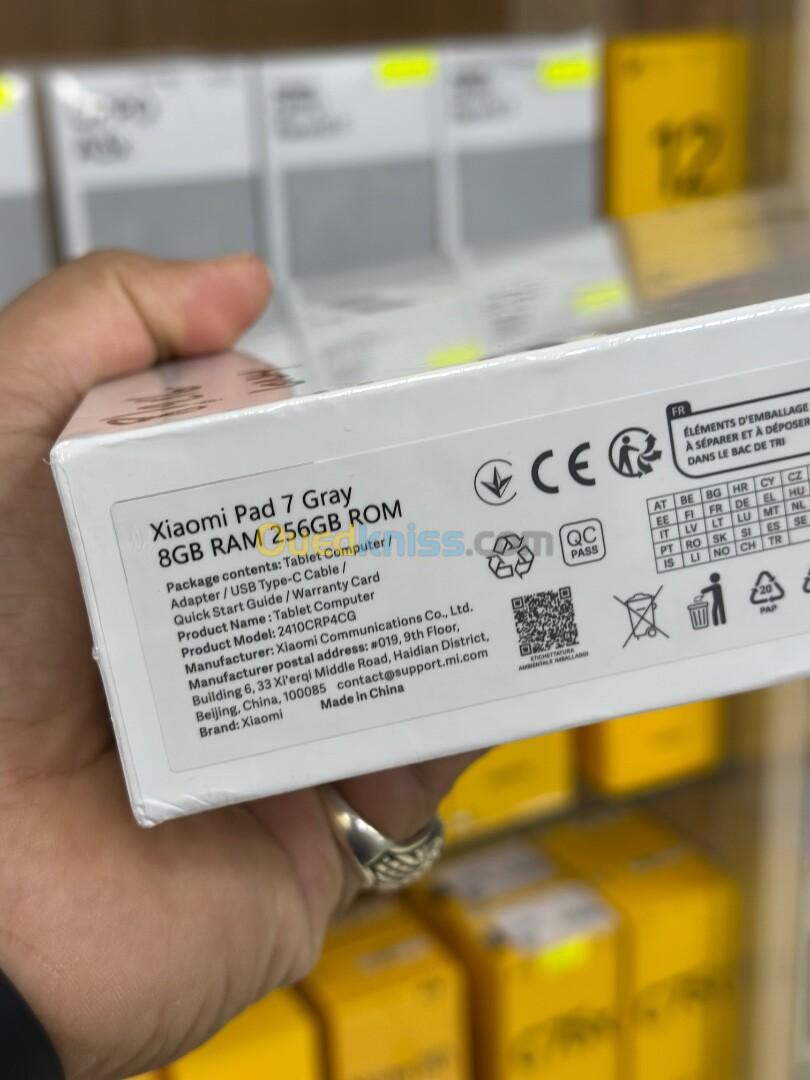 12
Xiaomi Pad 7 Gray
8GB RAM 256GB ROM
Package contents: Tablet Computer /
Adapter / USB Type-C Cable /
Quick Start Guide / Warranty Card
Product Name : Tablet Computer
Product Model: 2410CRP4CG
Manufacturer: Xiaomi Communications Co., Ltd.
Manufacturer postal address: #019, 9th Floor,
Building 6, 33 Xi'erqi Middle Road, Haidian District,
Beijing, China, 100085 contact@support.mi.com
Brand: Xiaomi Made in China
Ouedkniss.com
CE
QC
PASS
ETICHETTATURA
AMBIENTALE IMBALLAGGI
FR
ÉLÉMENTS D'EMBALLAGE
À SÉPARER ET À DÉPOSER
DANS LE BAC DE TRI
AT BE BG HR CY CZ
EE FI FR DE EL HU
IT LV LT LU MT NL
PT RO SK SI ES SE
IS LI NO CH TR
20
PAP